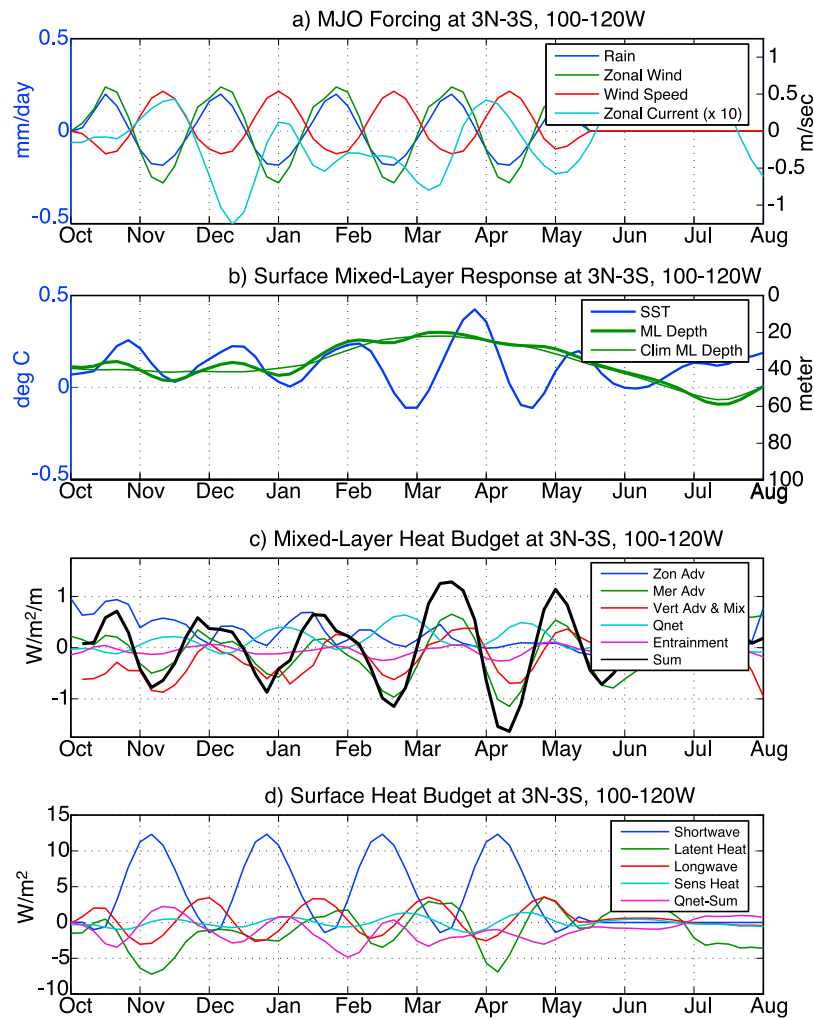 a) MJO Forcing at 3N-3S, 100-120W
0.5
0
-0.5
mm/day
Rain
Zonal Wind
Wind Speed
Zonal Current (x 10)
1
0.5
0
-0.5
-1
m/sec
Oct Nov Dec Jan Feb Mar Apr May Jun Jul Aug
b) Surface Mixed-Layer Response at 3N-3S, 100-120W
0.5
0
-0.5
deg C
SST
ML Depth
Clim ML Depth
0
20
40
60
80
100
meter
Oct Nov Dec Jan Feb Mar Apr May Jun Jul Aug
c) Mixed-Layer Heat Budget at 3N-3S, 100-120W
1
0
-1
W/m²/m
Zon Adv
Mer Adv
Vert Adv & Mix
Qnet
Entrainment
Sum
Oct Nov Dec Jan Feb Mar Apr May Jun Jul Aug
d) Surface Heat Budget at 3N-3S, 100-120W
15
10
5
0
-5
-10
W/m²
Shortwave
Latent Heat
Longwave
Sens Heat
Qnet-Sum
Oct Nov Dec Jan Feb Mar Apr May Jun Jul Aug